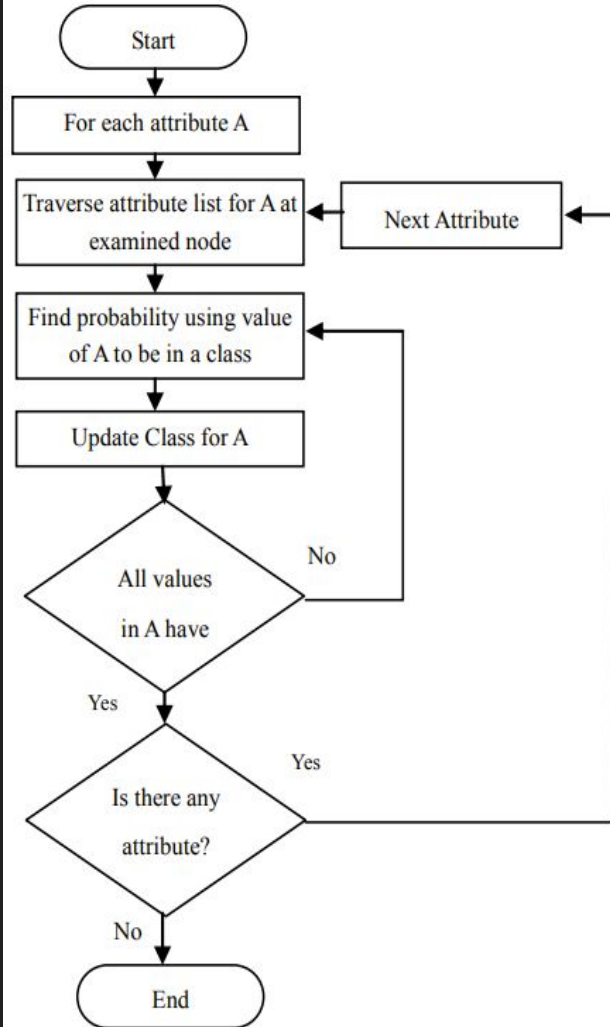 Start
For each attribute A
Traverse attribute list for A at
examined node
Next Attribute
Find probability using value
of A to be in a class
Update Class for A
No
All values
in A have
Yes
Yes
Is there any
attribute?
No
End